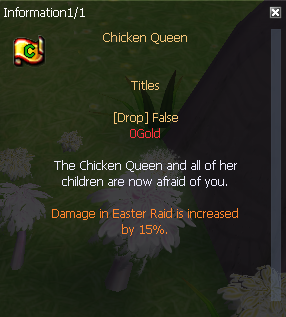 Information1/1
Chicken Queen
C
Titles
[Drop] False
0Gold
The Chicken Queen and all of her
children are now afraid of you.
Damage in Easter Raid is increased
by 15%.